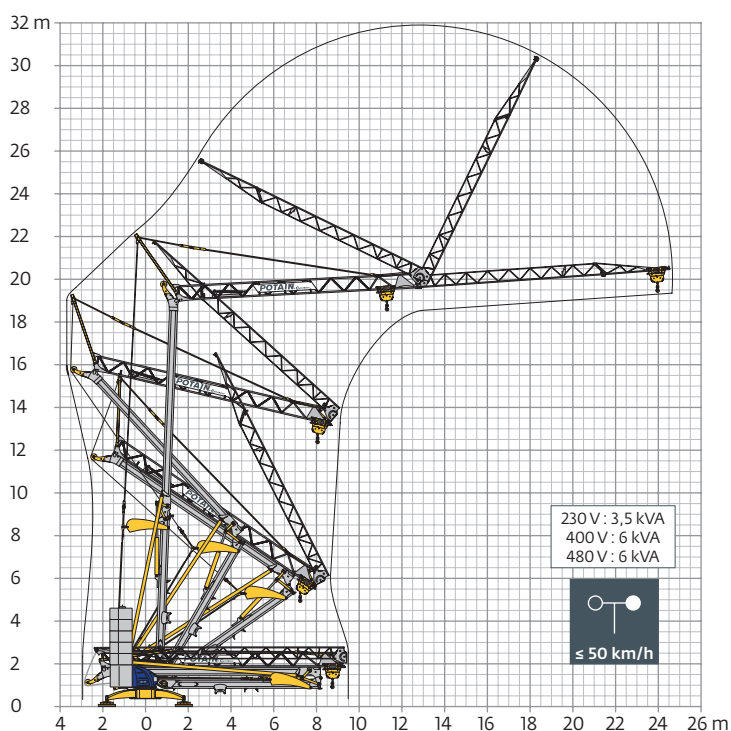 32 m
30
28
26
24
22
20
18
16
14
12
10
8
6
4
2
0
POTAIN
POTAIN
POTAIN
POTAIN
230 V : 3,5 kVA
400 V : 6 kVA
480 V : 6 kVA
≤ 50 km/h
4 2 0 2 4 6 8 10 12 14 16 18 20 22 24 26 m